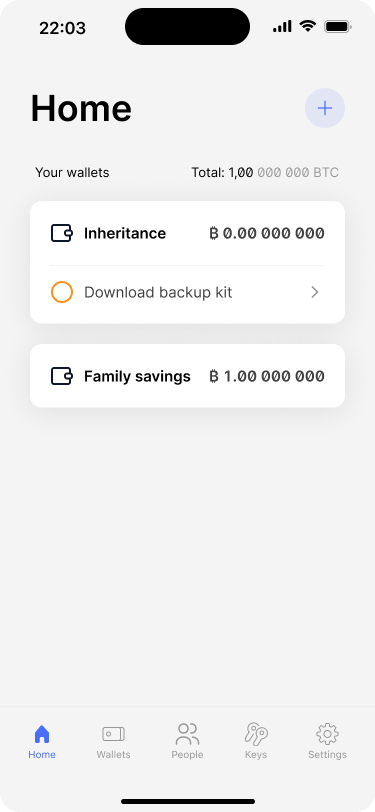 22:03
Home
Your wallets Total: 1,00 000 000 BTC
Inheritance ₿ 0.00 000 000
Download backup kit
Family savings ₿ 1.00 000 000
Home Wallets People Keys Settings